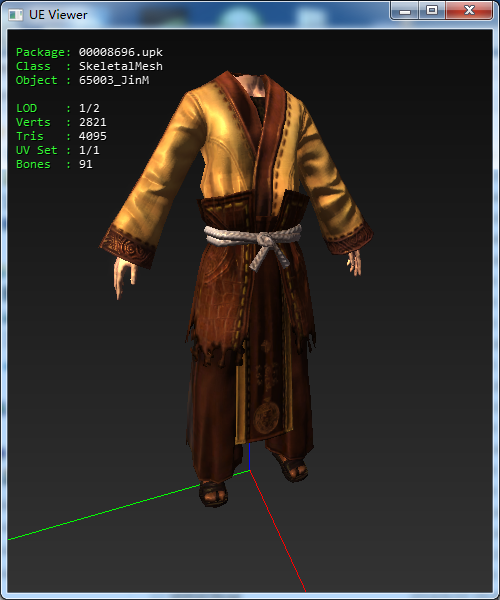 UE Viewer
Package: 00008696.upk
Class : SkeletalMesh
Object : 65003_JinM
LOD : 1/2
Verts : 2821
Tris : 4095
UV Set : 1/1
Bones : 91